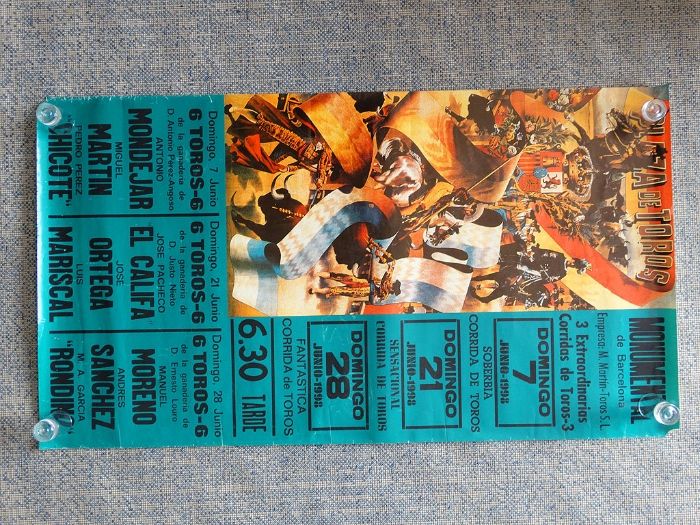 PLAZA DE TOROS
MONUMENTAL
de Barcelona
Empresa: M. Martín-Toros S.L.
3 Extraordinarias
Corridas de Toros-3
DOMINGO
7
JUNIO-1998
SOBERBIA
CORRIDA DE TOROS
DOMINGO
21
JUNIO-1998
SENSACIONAL
CORRIDA DE TOROS
DOMINGO
28
JUNIO-1998
FANTASTICA
CORRIDA de TOROS
6.30 TARDE
Domingo, 7 Junio
6 TOROS-6
de la ganadería de
D. Antonio Pérez-Angoso
ANTONIO
MONDEJAR
MIGUEL
MARTIN
PEDRO PEREZ
"CHICOTE"
Domingo, 21 Junio
6 TOROS-6
de la ganadería de
D. Justo Nieto
JOSE PACHECO
EL CALIFA
JOSÉ
ORTEGA
LUIS
MARISCAL
Domingo, 28 Junio
6 TOROS-6
de la ganadería de
D. Ernesto Louro
MANUEL
MORENO
ANDRES
SANCHEZ
M. A. GARCIA